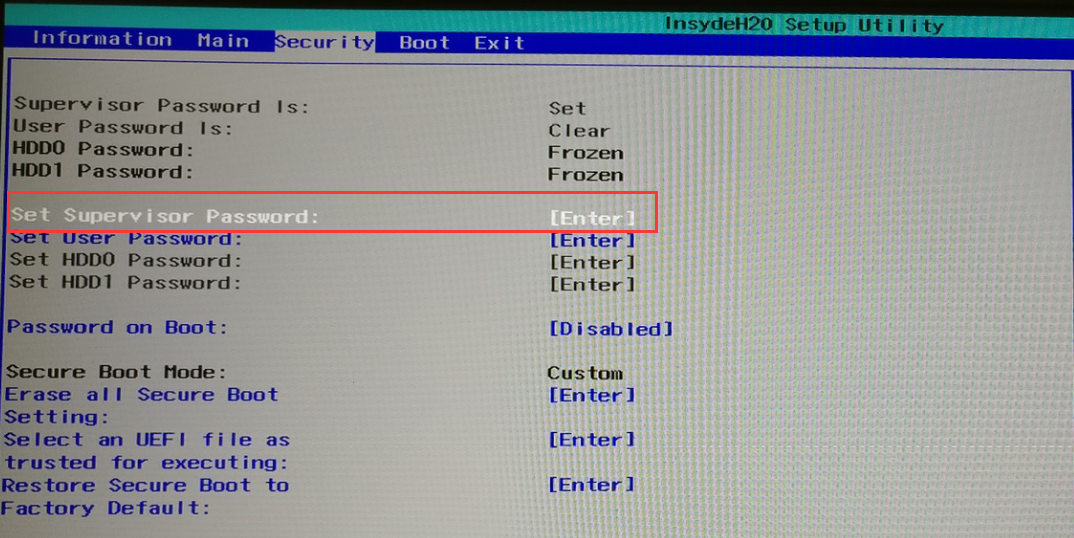 InsydeH20 Setup Utility
Information Main Security Boot Exit
Supervisor Password Is: Set
User Password Is: Clear
HDD0 Password: Frozen
HDD1 Password: Frozen
Set Supervisor Password: [Enter]
Set User Password: [Enter]
Set HDD0 Password: [Enter]
Set HDD1 Password: [Enter]
Password on Boot: [Disabled]
Secure Boot Mode: Custom
Erase all Secure Boot [Enter]
Setting:
Select an UEFI file as [Enter]
trusted for executing:
Restore Secure Boot to [Enter]
Factory Default: